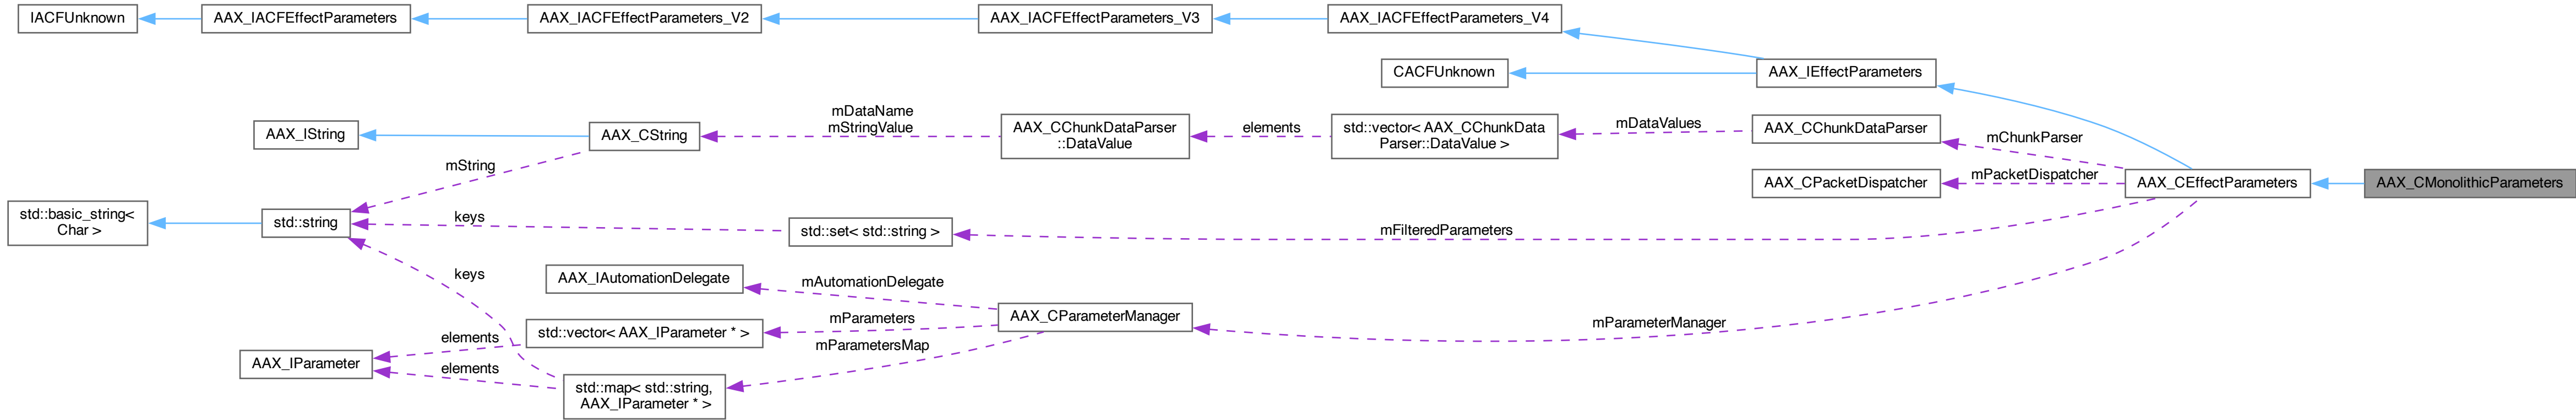 IACFUnknown
AAX_IACFEffectParameters
AAX_IACFEffectParameters_V2
AAX_IACFEffectParameters_V3
AAX_IACFEffectParameters_V4
CACFUnknown
AAX_IEffectParameters
AAX_IString
AAX_CString
mDataName
mStringValue
AAX_CChunkDataParser
::DataValue
elements
std::vector< AAX_CChunkData
Parser::DataValue >
mDataValues
AAX_CChunkDataParser
mChunkParser
mString
AAX_CPacketDispatcher
mPacketDispatcher
AAX_CEffectParameters
AAX_CMonolithicParameters
std::basic_string<
Char >
std::string
keys
std::set< std::string >
mFilteredParameters
keys
AAX_IAutomationDelegate
mAutomationDelegate
std::vector< AAX_IParameter * >
mParameters
AAX_CParameterManager
mParameterManager
mParametersMap
elements
AAX_IParameter
elements
std::map< std::string,
AAX_IParameter * >